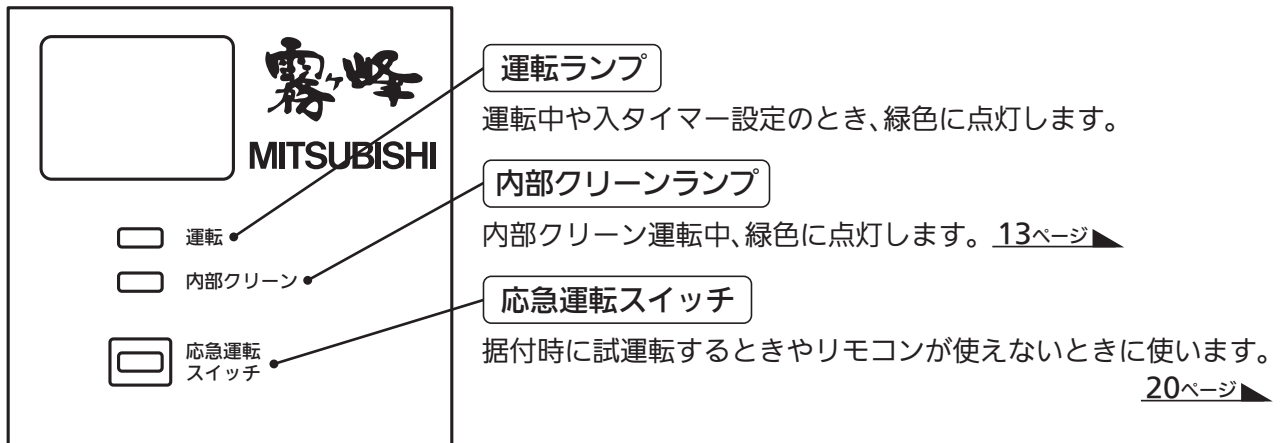 霧ヶ峰
MITSUBISHI
運転
内部クリーン
応急運転
スイッチ
運転ランプ
運転中や入タイマー設定のとき、緑色に点灯します。
内部クリーンランプ
内部クリーン運転中、緑色に点灯します。 13ページ
応急運転スイッチ
据付時に試運転するときやリモコンが使えないときに使います。
20ページ